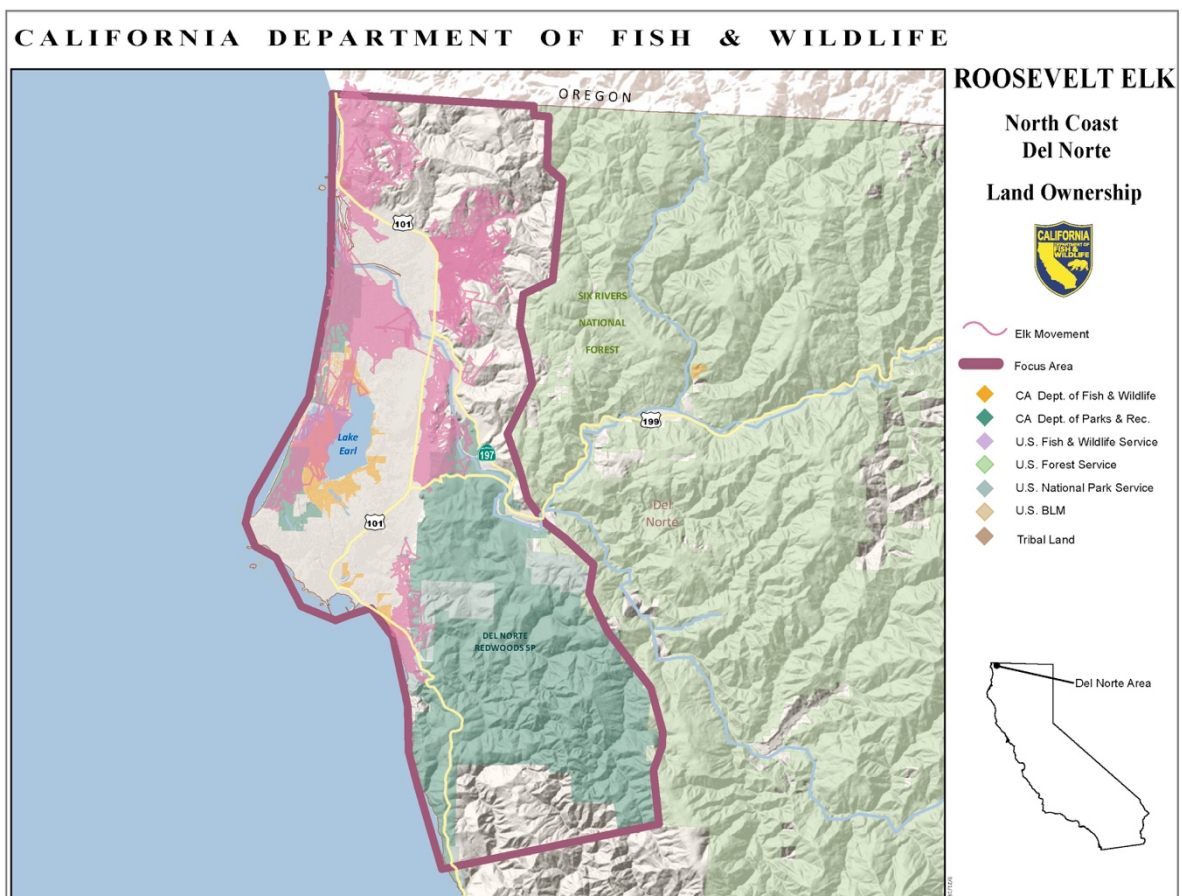 CALIFORNIA DEPARTMENT OF FISH & WILDLIFE
ROOSEVELT ELK
North Coast
Del Norte
Land Ownership
CALIFORNIA
DEPARTMENT OF
FISH &
WILDLIFE
Elk Movement
Focus Area
CA Dept. of Fish & Wildlife
CA Dept. of Parks & Rec.
U.S. Fish & Wildlife Service
U.S. Forest Service
U.S. National Park Service
U.S. BLM
Tribal Land
Del Norte Area
OREGON
101
SIX RIVERS
NATIONAL
FOREST
199
Lake
Earl
197
Del
Norte
101
DEL NORTE
REDWOODS SP